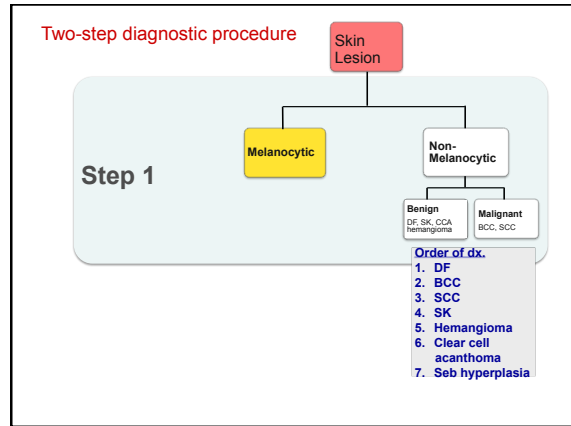 Two-step diagnostic procedure
Skin
Lesion
Step 1
Melanocytic
Non-
Melanocytic
Benign
DF, SK, CCA
hemangioma
Malignant
BCC, SCC
Order of dx.
1. DF
2. BCC
3. SCC
4. SK
5. Hemangioma
6. Clear cell
acanthoma
7. Seb hyperplasia